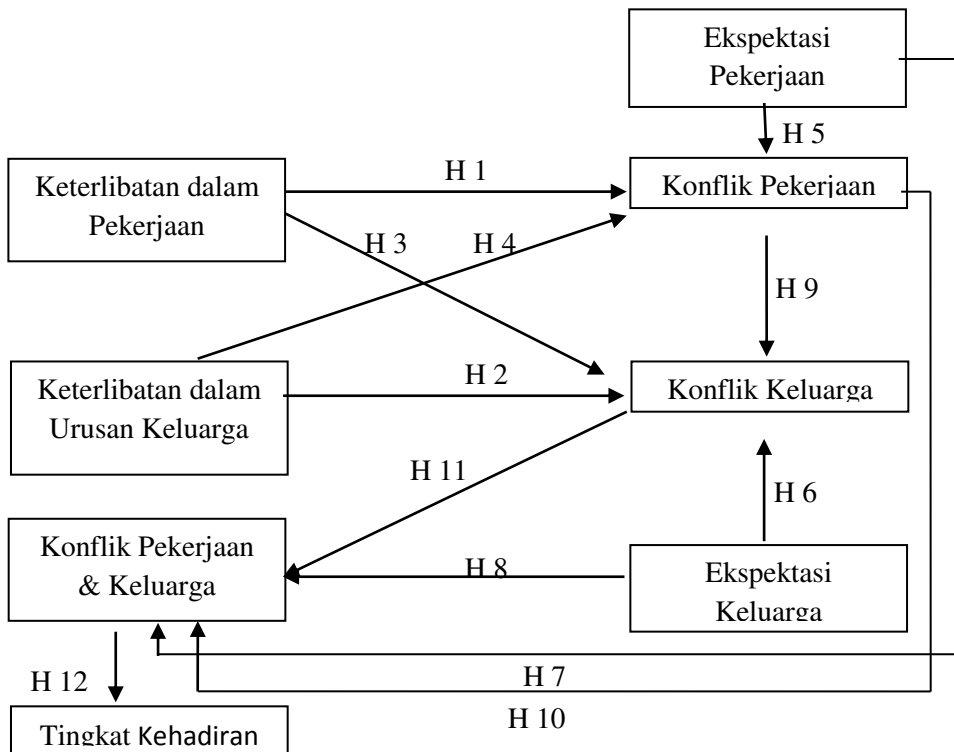 Ekspektasi
Pekerjaan
H 5
Keterlibatan dalam
Pekerjaan
H 1
Konflik Pekerjaan
H 3
H 4
H 9
Keterlibatan dalam
Urusan Keluarga
H 2
Konflik Keluarga
H 11
H 6
Konflik Pekerjaan
& Keluarga
H 8
Ekspektasi
Keluarga
H 12
H 7
H 10
Tingkat Kehadiran